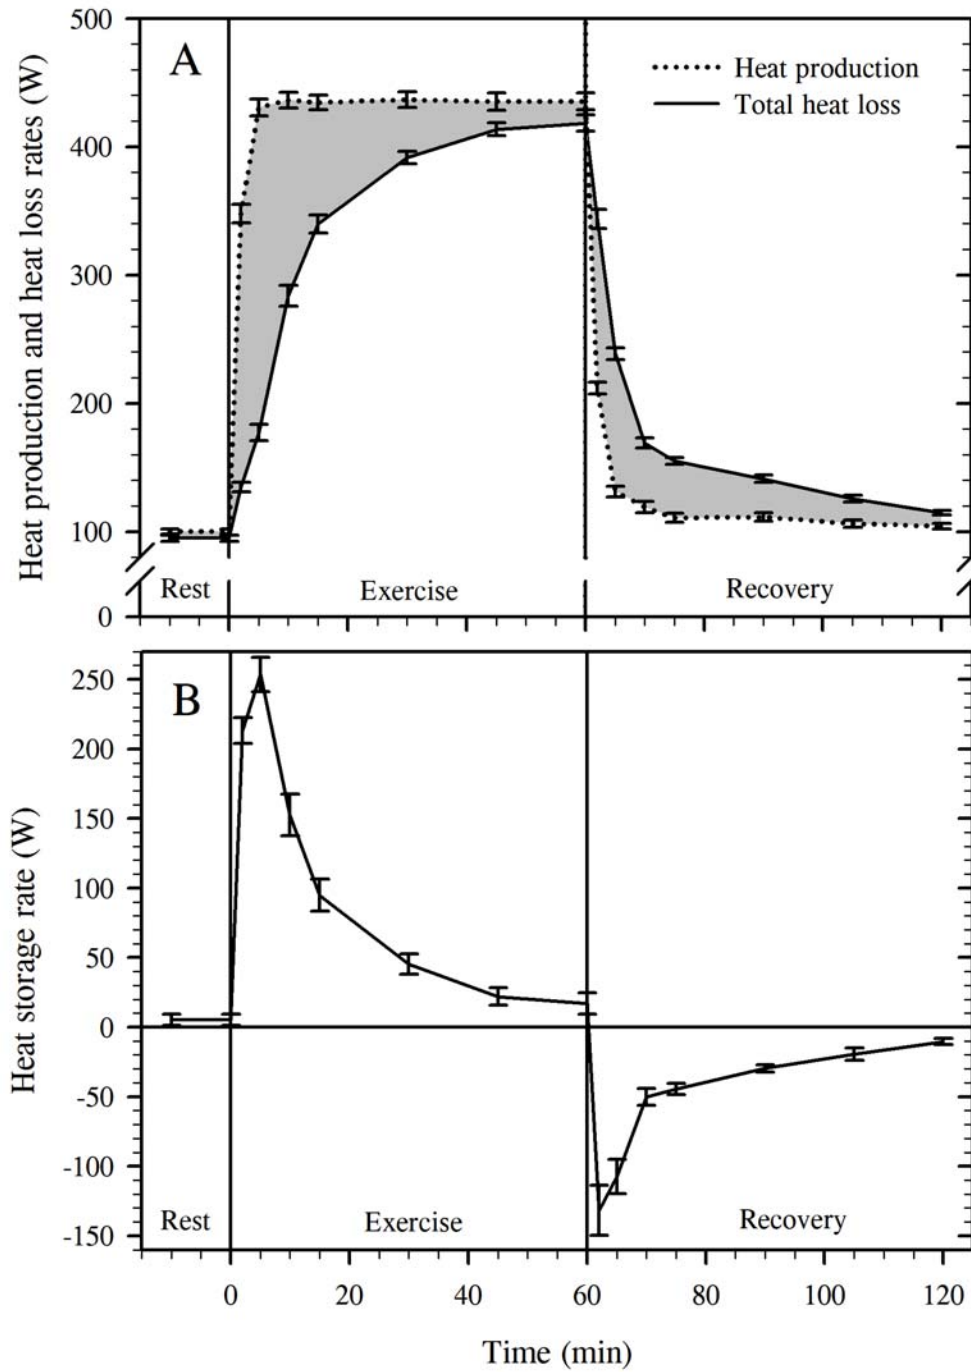 500
A
Heat production
Total heat loss
400
300
200
100
0
Heat production and heat loss rates (W)
Rest
Exercise
Recovery
B
250
200
150
100
50
0
-50
-100
-150
Heat storage rate (W)
Rest
Exercise
Recovery
0 20 40 60 80 100 120
Time (min)